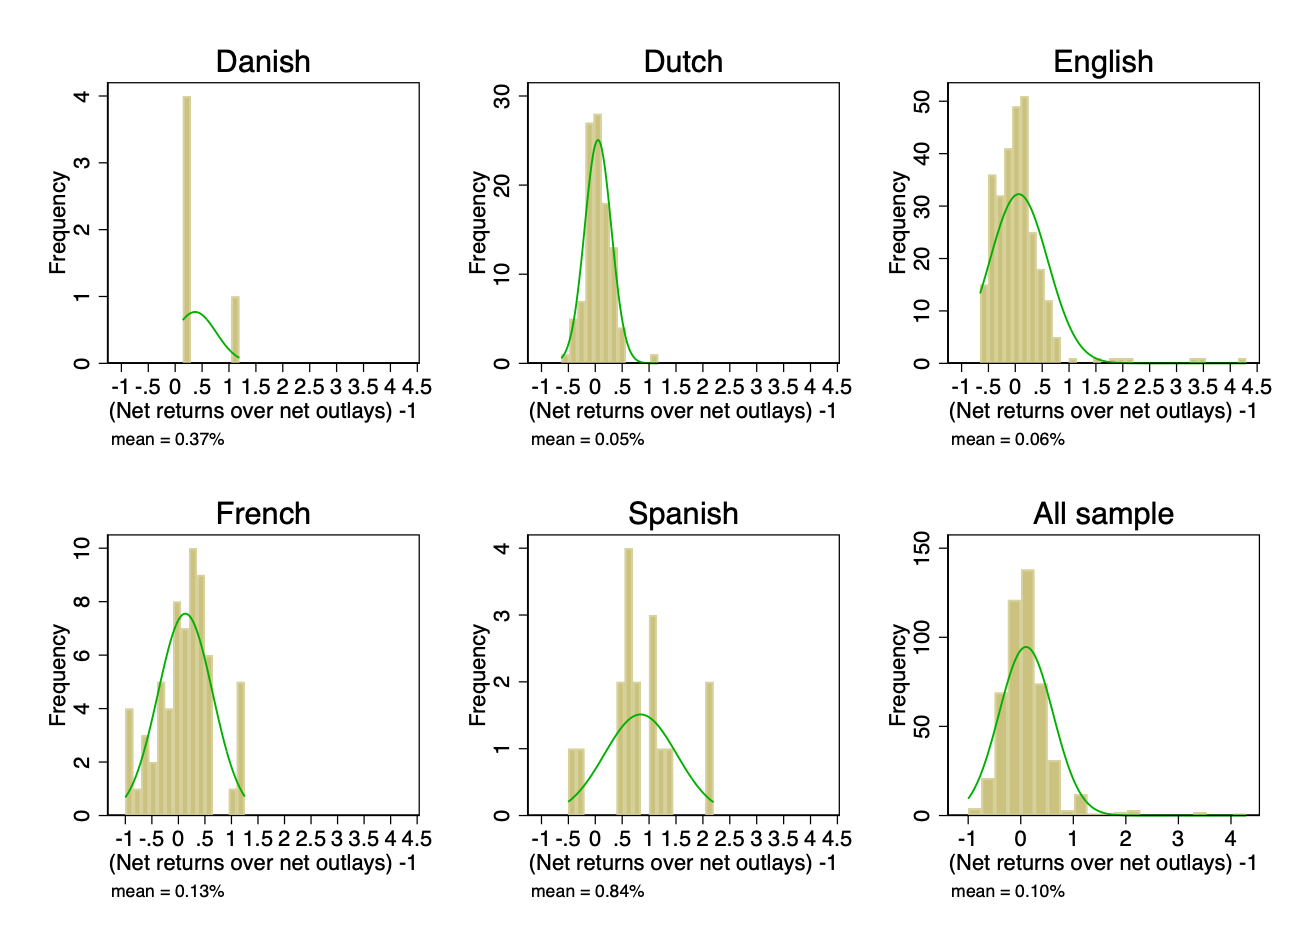 Danish
Frequency
4
3
2
1
0
-1 -.5 0 .5 1 1.5 2 2.5 3 3.5 4 4.5
(Net returns over net outlays) -1
mean = 0.37%
Dutch
Frequency
30
20
10
0
-1 -.5 0 .5 1 1.5 2 2.5 3 3.5 4 4.5
(Net returns over net outlays) -1
mean = 0.05%
English
Frequency
50
40
30
20
10
0
-1 -.5 0 .5 1 1.5 2 2.5 3 3.5 4 4.5
(Net returns over net outlays) -1
mean = 0.06%
French
Frequency
10
8
6
4
2
0
-1 -.5 0 .5 1 1.5 2 2.5 3 3.5 4 4.5
(Net returns over net outlays) -1
mean = 0.13%
Spanish
Frequency
4
3
2
1
0
-1 -.5 0 .5 1 1.5 2 2.5 3 3.5 4 4.5
(Net returns over net outlays) -1
mean = 0.84%
All sample
Frequency
150
100
50
0
-1 0 1 2 3 4
(Net returns over net outlays) -1
mean = 0.10%